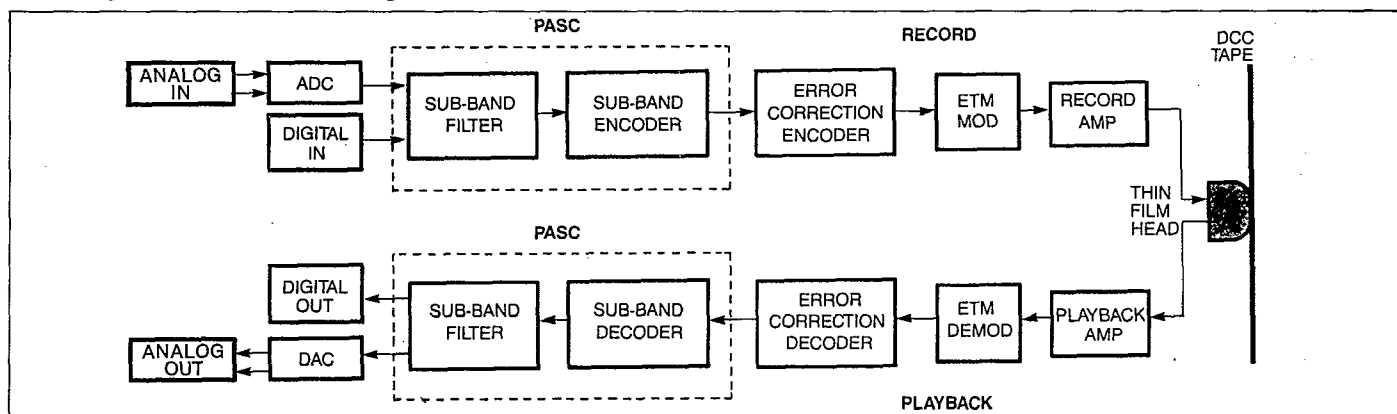 PASC
RECORD
DCC
TAPE
ANALOG
IN
ADC
DIGITAL
IN
SUB-BAND
FILTER
SUB-BAND
ENCODER
ERROR
CORRECTION
ENCODER
ETM
MOD
RECORD
AMP
THIN
FILM
HEAD
PASC
DIGITAL
OUT
ANALOG
OUT
DAC
SUB-BAND
FILTER
SUB-BAND
DECODER
ERROR
CORRECTION
DECODER
ETM
DEMOD
PLAYBACK
AMP
PLAYBACK